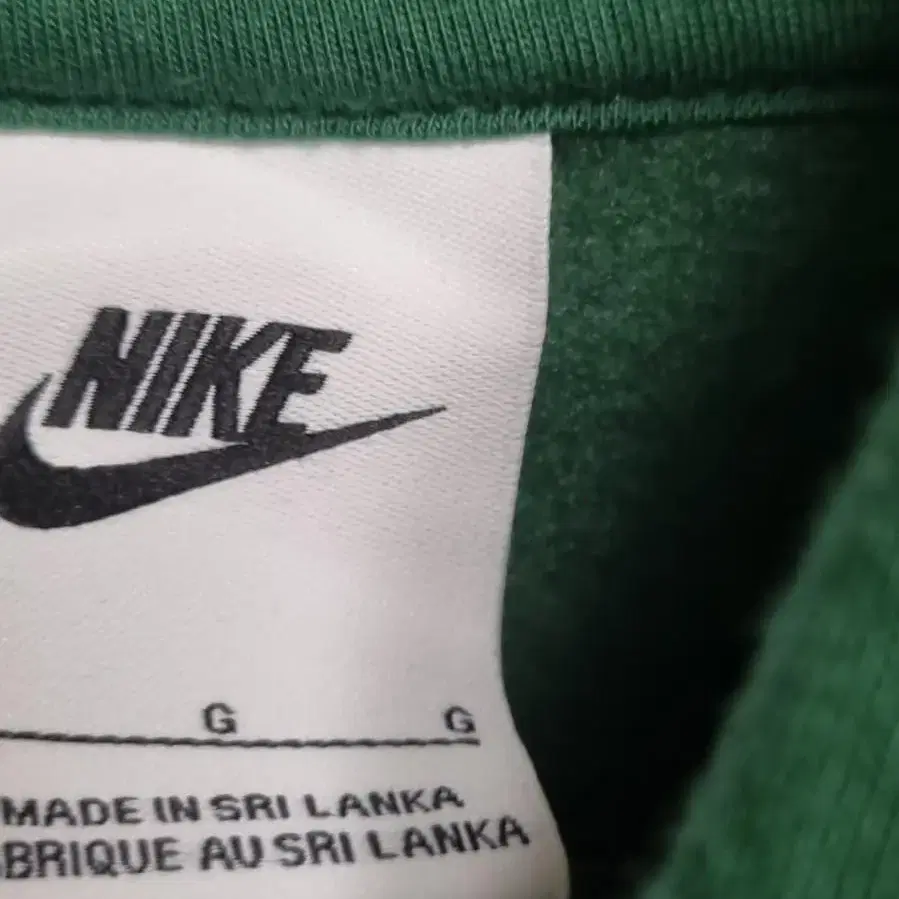 NIKE
G G
MADE IN SRI LANKA
BRIQUE AU SRI LANKA